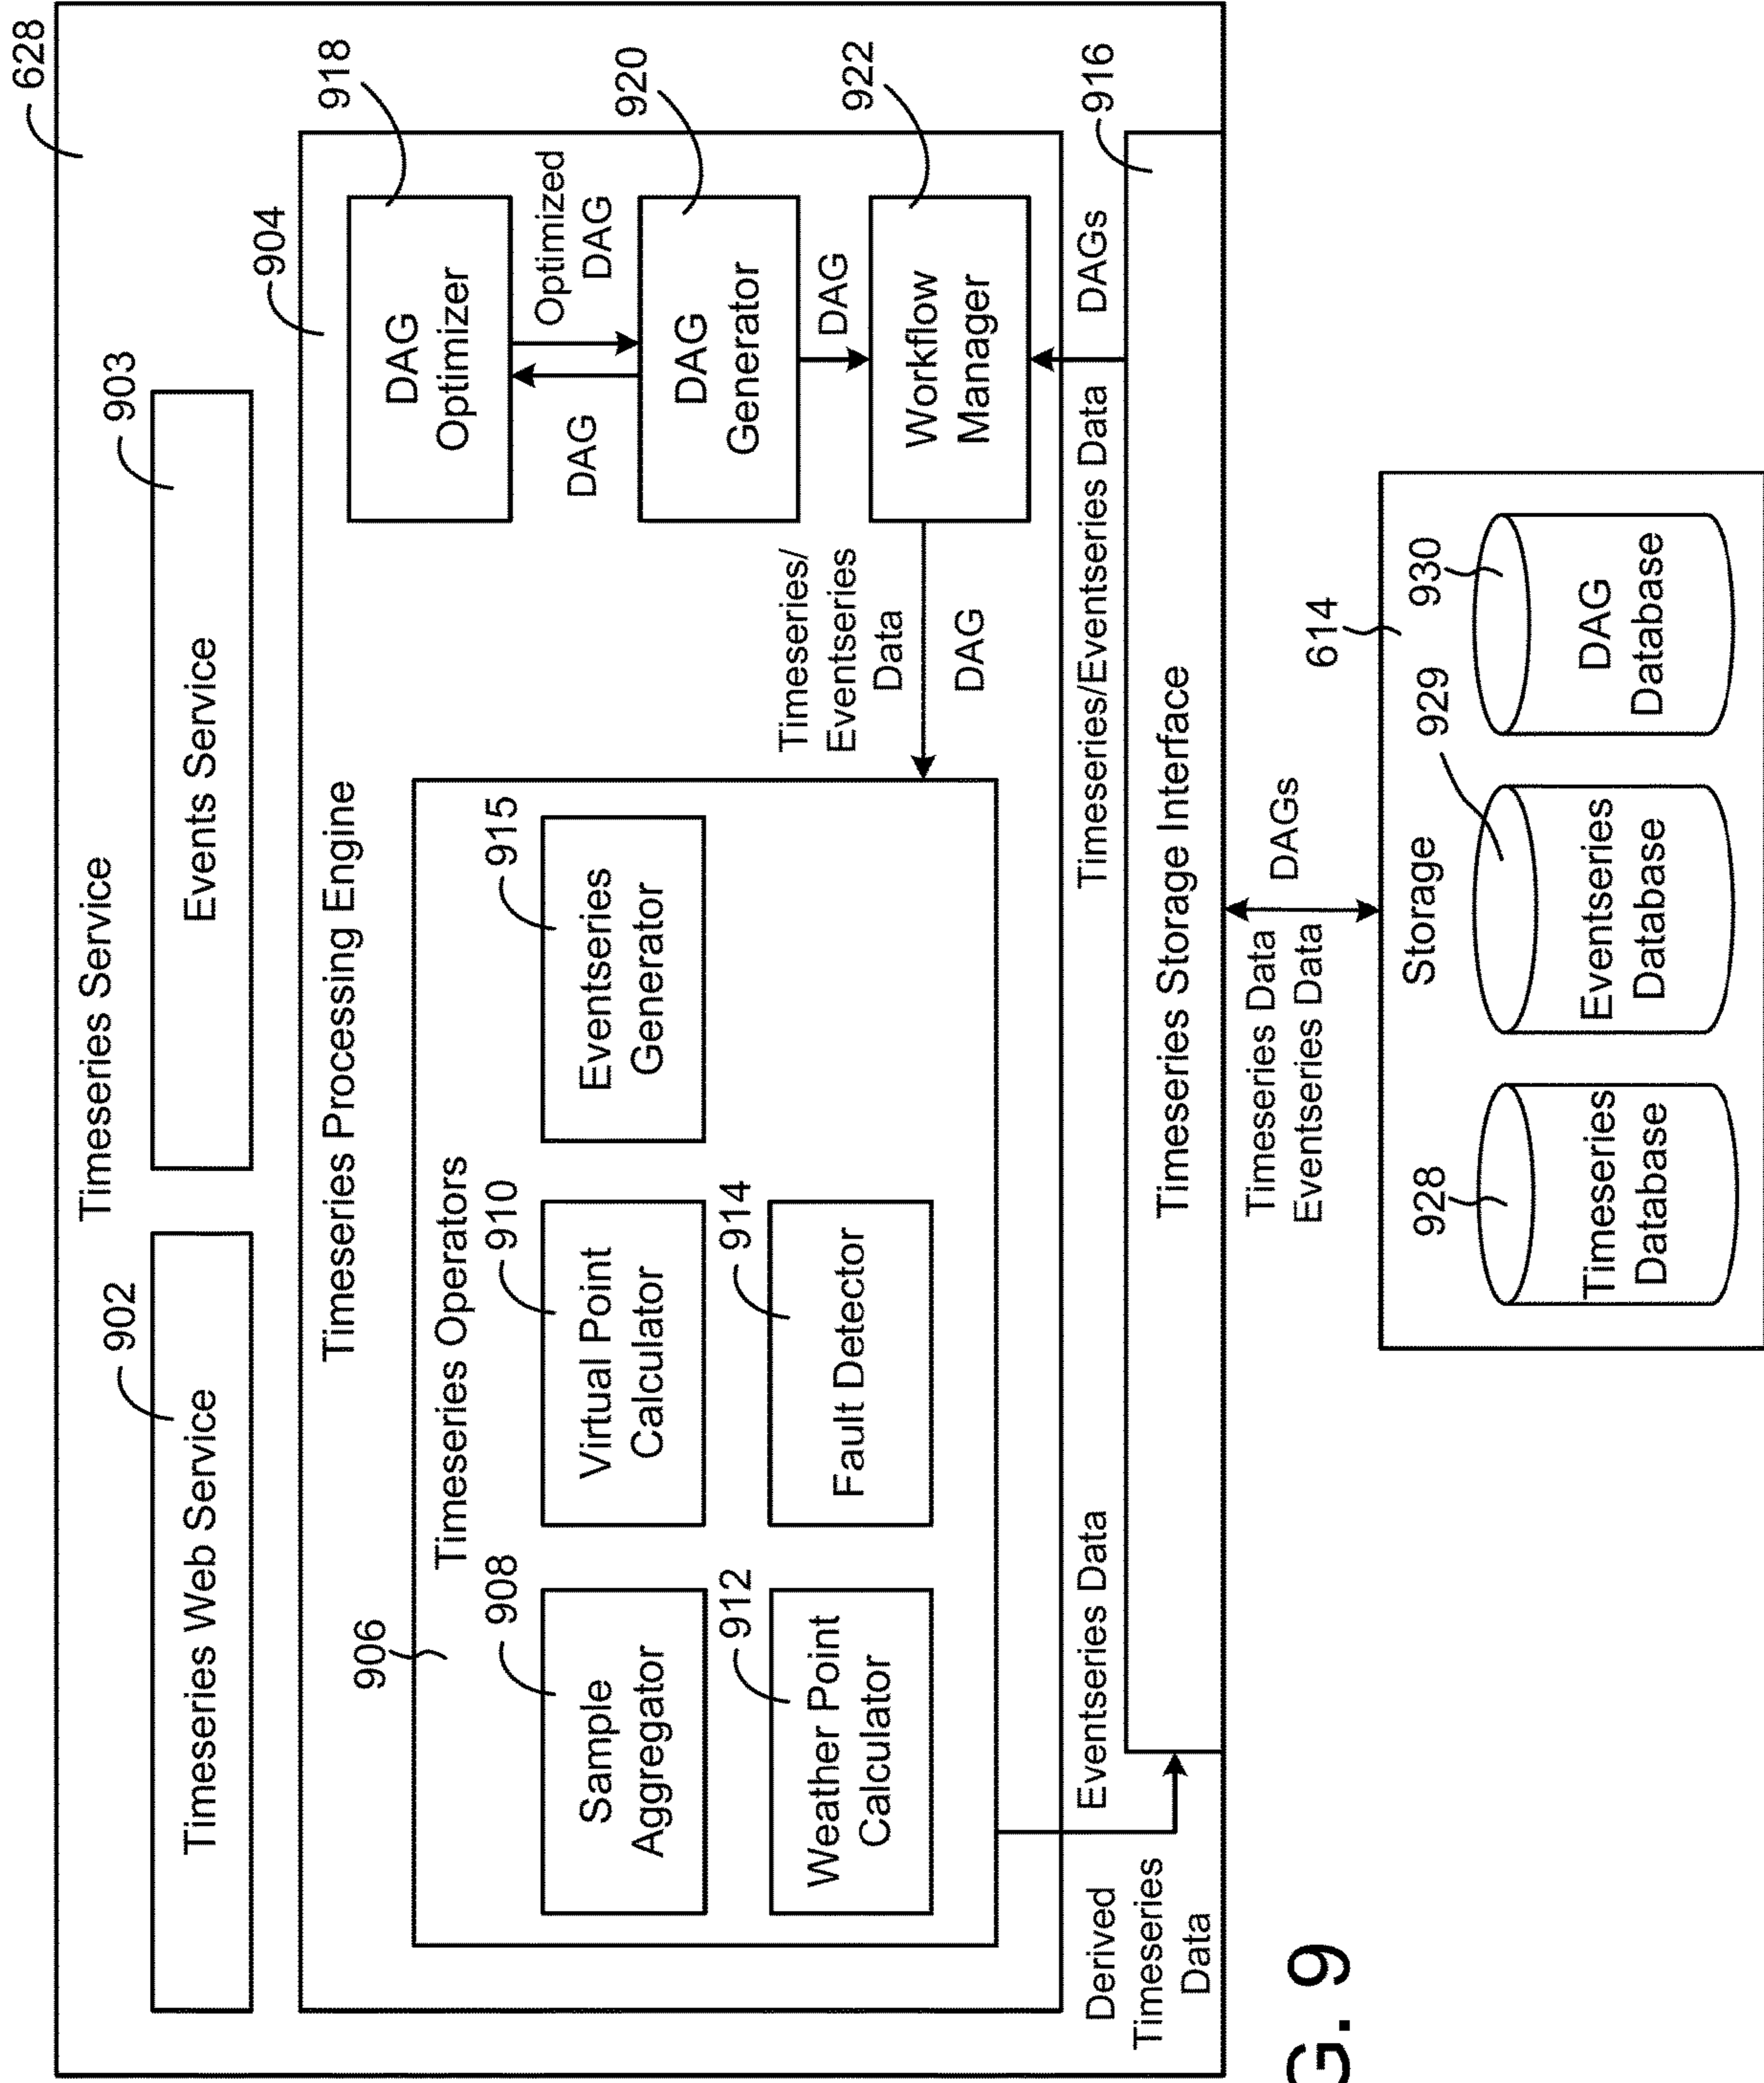 628
Timeseries Service
902
Timeseries Web Service
903
Events Service
904
Timeseries Processing Engine
906
Timeseries Operators
908
Sample
Aggregator
910
Virtual Point
Calculator
915
Eventseries
Generator
912
Weather Point
Calculator
914
Fault Detector
918
DAG
Optimizer
DAG
Optimized
DAG
920
DAG
Generator
DAG
922
Workflow
Manager
Timeseries/
Eventseries
Data
DAG
Derived
Timeseries
Data
Eventseries Data
Timeseries/Eventseries Data
DAGs
916
Timeseries Storage Interface
Timeseries Data
Eventseries Data
DAGs
614
Storage
928
Timeseries
Database
929
Eventseries
Database
930
DAG
Database
G. 9